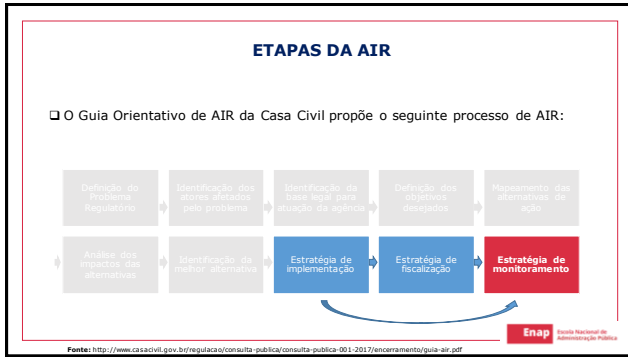 ETAPAS DA AIR
❑ O Guia Orientativo de AIR da Casa Civil propõe o seguinte processo de AIR:
Definição do
Problema
Regulatório
Identificação dos
atores afetados
pelo problema
Identificação da
base legal para
atuação da agência
Definição dos
objetivos
desejados
Mapeamento das
alternativas de
ação
Análise dos
impactos das
alternativas
Identificação da
melhor alternativa
Estratégia de
implementação
Estratégia de
fiscalização
Estratégia de
monitoramento
Enap Escola Nacional de
Administração Pública
Fonte: http://www.casacivil.gov.br/regulacao/consulta-publica/consulta-publica-001-2017/encerramento/guia-air.pdf